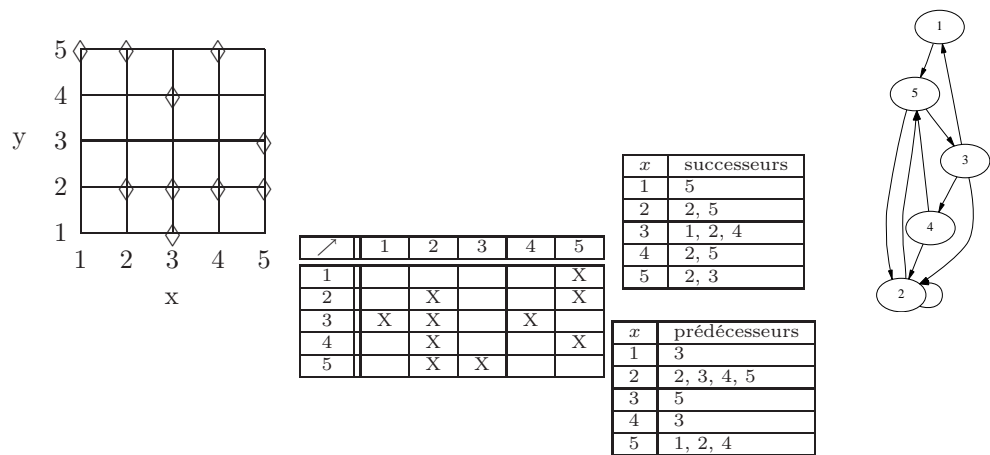 5
4
y 3
2
1
1 2 3 4 5
x
↗ 1 2 3 4 5
1 X
2 X X
3 X X X
4 X X
5 X X
x successeurs
1 5
2 2, 5
3 1, 2, 4
4 2, 5
5 2, 3
x prédécesseurs
1 3
2 2, 3, 4, 5
3 5
4 3
5 1, 2, 4
1
5
3
4
2